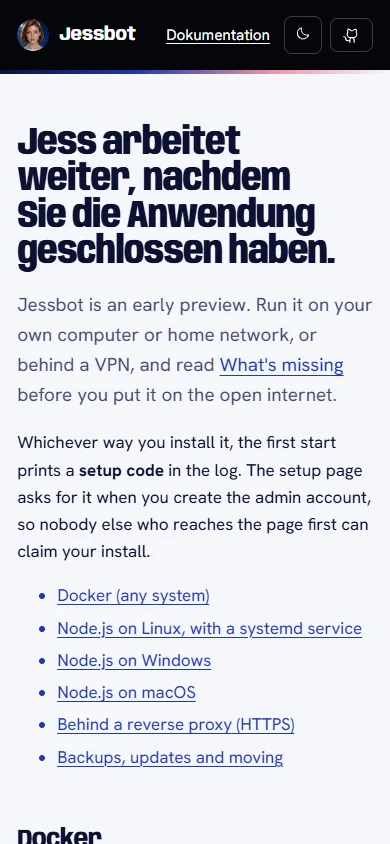 Jessbot
Dokumentation
Jess arbeitet
weiter, nachdem
Sie die Anwendung
geschlossen haben.
Jessbot is an early preview. Run it on your
own computer or home network, or
behind a VPN, and read What's missing
before you put it on the open internet.
Whichever way you install it, the first start
prints a setup code in the log. The setup page
asks for it when you create the admin account,
so nobody else who reaches the page first can
claim your install.
Docker (any system)
Node.js on Linux, with a systemd service
Node.js on Windows
Node.js on macOS
Behind a reverse proxy (HTTPS)
Backups, updates and moving
Docker